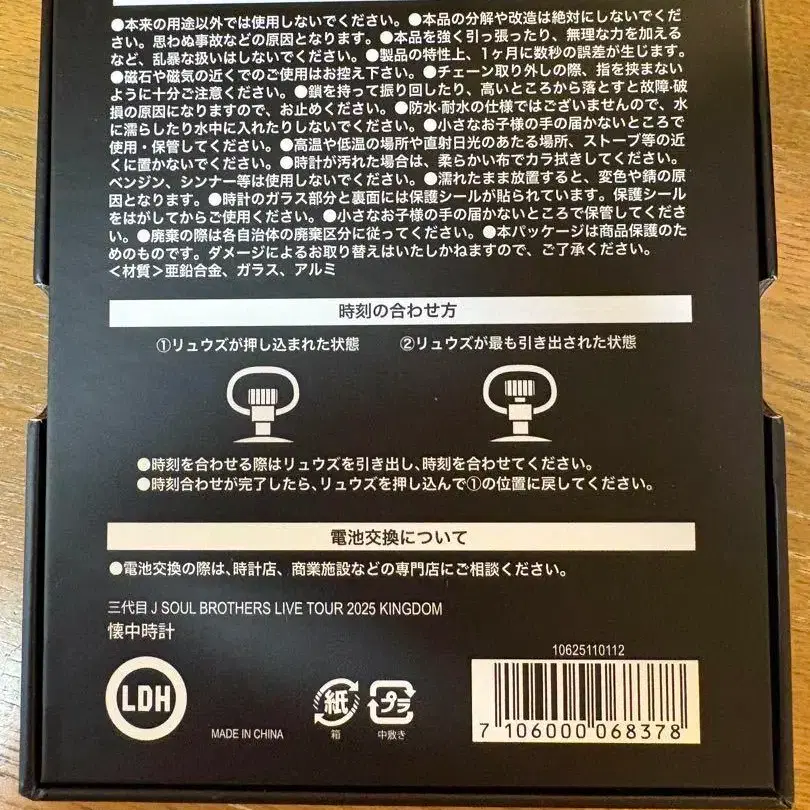 ●本来の用途以外では使用しないでください。●本品の分解や改造は絶対にしないでくだ
さい。思わぬ事故などの原因となります。●本品を強く引っ張ったり、無理な力を加える
など、乱暴な扱いはしないでください。●製品の特性上、1ヶ月に数秒の誤差が生じます。
●磁石や磁気の近くでのご使用はお控え下さい。●チェーン取り外しの際、指を挟まない
ように十分ご注意ください。●鎖を持って振り回したり、高いところから落とすと故障・破
損の原因になりますので、お止めください。●防水・耐水の仕様ではございませんので、水
に濡らしたり水中に入れたりしないでください。●小さなお子様の手の届かないところで
使用・保管してください。●高温や低温の場所や直射日光のあたる場所、ストーブ等の近
くに置かないでください。●時計が汚れた場合は、柔らかい布でカラ拭きしてください。
ベンジン、シンナー等は使用しないでください。●濡れたまま放置すると、変色や錆の原
因となります。●時計のガラス部分と裏面には保護シールが貼られています。保護シール
をはがしてからご使用ください。●小さなお子様の手の届かないところで保管してくださ
い。●廃棄の際は各自治体の廃棄区分に従ってください。●本パッケージは商品保護のた
めのものです。ダメージによるお取り替えはいたしかねますので、ご了承ください。
＜材質＞亜鉛合金、ガラス、アルミ
時刻の合わせ方
①リュウズが押し込まれた状態 ②リュウズが最も引き出された状態
●時刻を合わせる際はリュウズを引き出し、時刻を合わせてください。
●時刻合わせが完了したら、リュウズを押し込んで①の位置に戻してください。
電池交換について
●電池交換の際は、時計店、商業施設などの専門店にご相談ください。
三代目 J SOUL BROTHERS LIVE TOUR 2025 KINGDOM
懐中時計
10625110112
LDH
MADE IN CHINA
紙
箱
プラ
中敷き
7 106000 068378